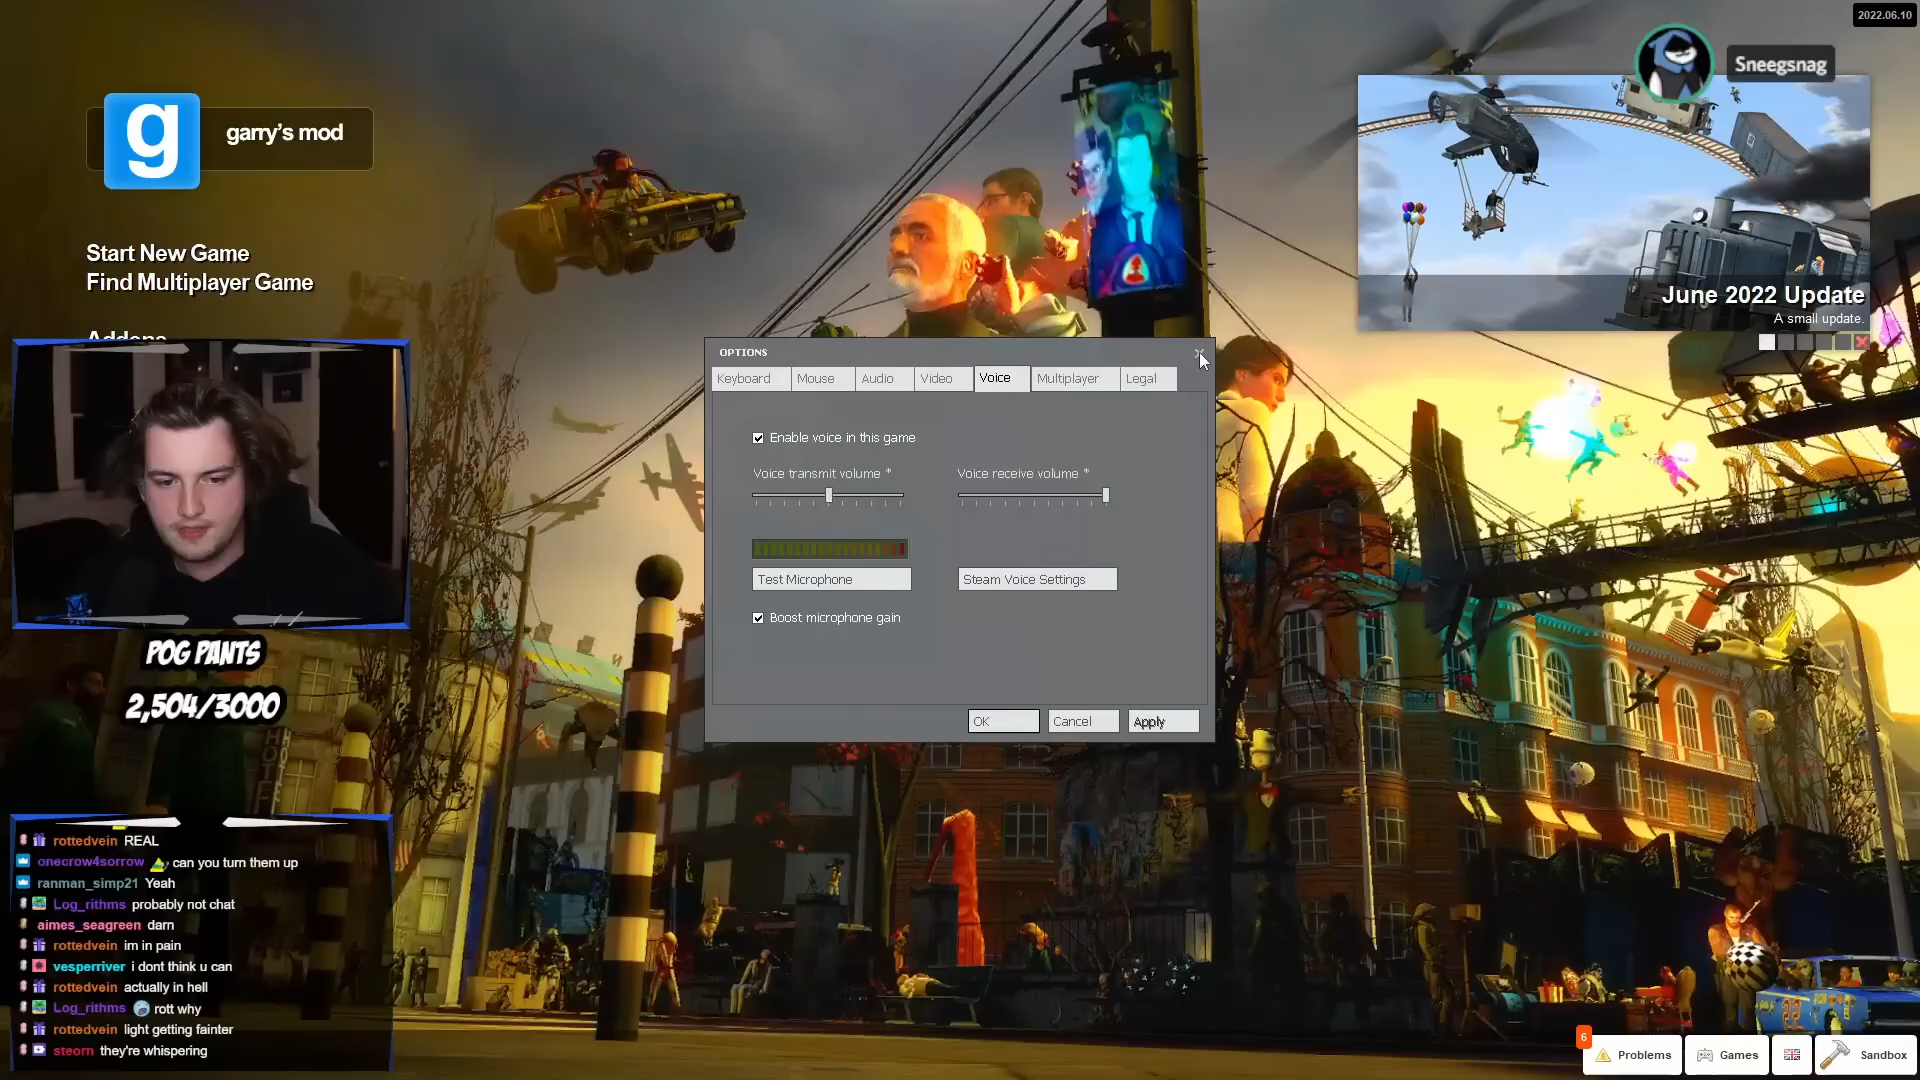 2022.06.10
Sneegsnag
g
garry's mod
Start New Game
Find Multiplayer Game
Addons
June 2022 Update
A small update.
OPTIONS
Keyboard
Mouse
Audio
Video
Voice
Multiplayer
Legal
Enable voice in this game
Voice transmit volume *
Voice receive volume *
Test Microphone
Steam Voice Settings
Boost microphone gain
OK
Cancel
Apply
POG PANTS
2,504/3000
rottedvein REAL
onecrow4sorrow can you turn them up
ranman_simp21 Yeah
Log_rithms probably not chat
aimes_seagreen darn
rottedvein im in pain
vesperriver i dont think u can
rottedvein actually in hell
Log_rithms rott why
rottedvein light getting fainter
steorn they're whispering
6
Problems
Games
Sandbox